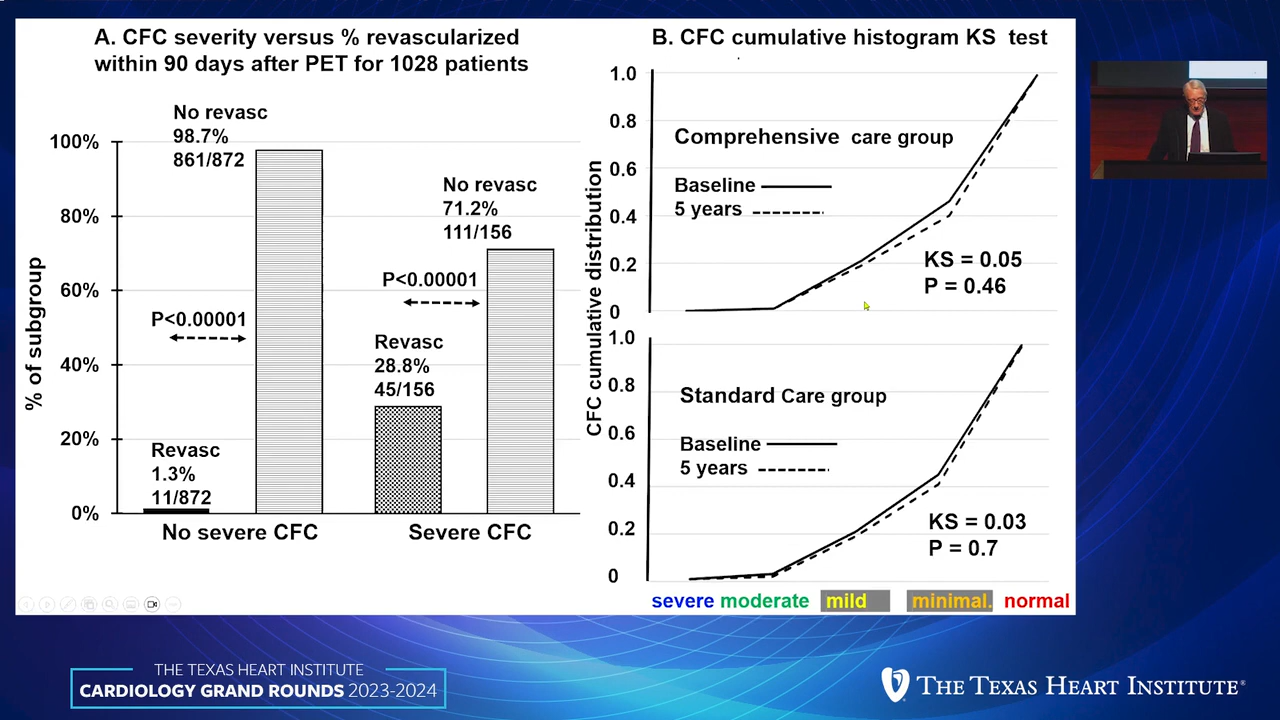 A. CFC severity versus % revascularized
within 90 days after PET for 1028 patients
% of subgroup
100%
80%
60%
40%
20%
0%
No revasc
98.7%
861/872
P<0.00001
Revasc
1.3%
11/872
No revasc
71.2%
111/156
P<0.00001
Revasc
28.8%
45/156
No severe CFC
Severe CFC
B. CFC cumulative histogram KS test
CFC cumulative distribution
1.0
0.8
0.6
0.4
0.2
0
Comprehensive care group
Baseline
5 years
KS = 0.05
P = 0.46
1.0
0.8
0.6
0.4
0.2
0
Standard Care group
Baseline
5 years
KS = 0.03
P = 0.7
severe moderate mild minimal. normal
THE TEXAS HEART INSTITUTE
CARDIOLOGY GRAND ROUNDS 2023-2024
THE TEXAS HEART INSTITUTE®